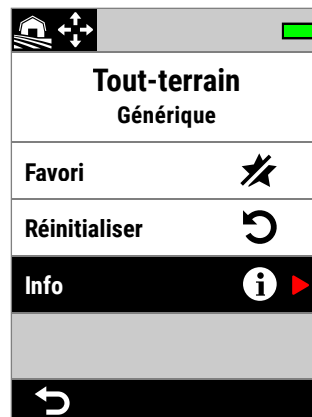 Tout-terrain
Générique
Favori
Réinitialiser
Info